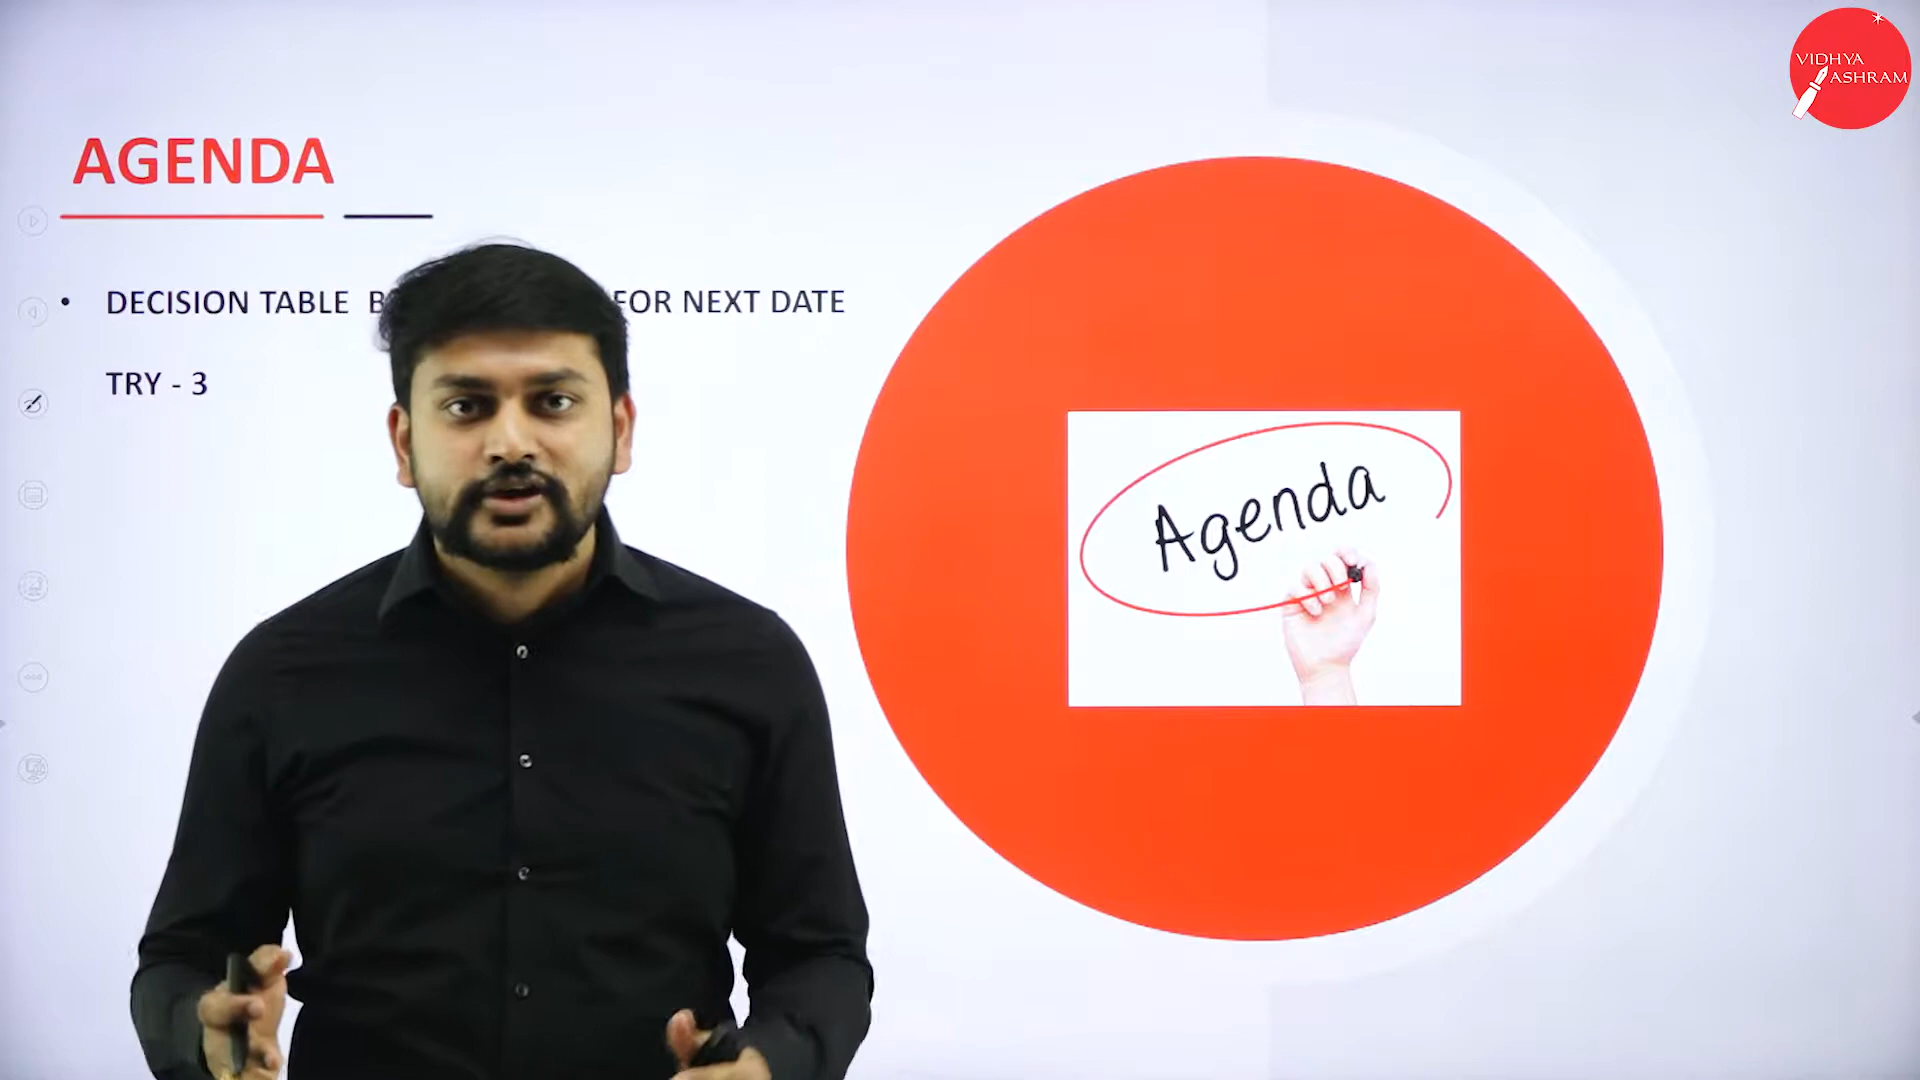 VIDHYA
ASHRAM
AGENDA
• DECISION TABLE FOR NEXT DATE
TRY - 3
Agenda